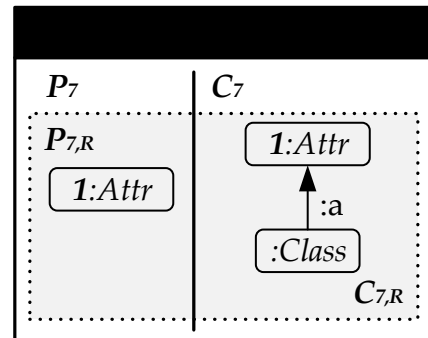 P7 C7
P7,R
1:Attr
1:Attr
:a
:Class
C7,R